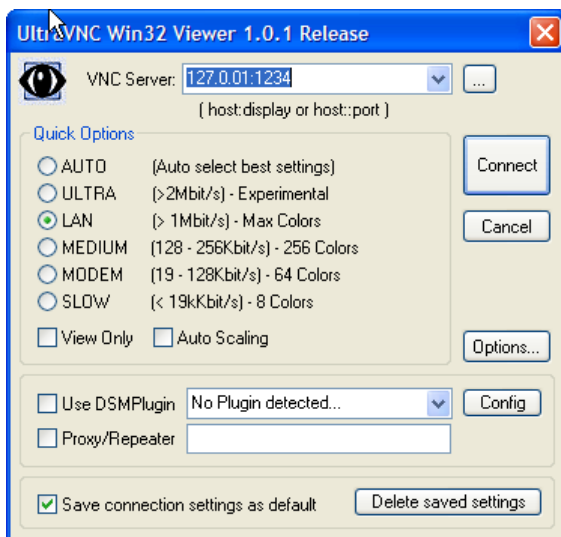 UltraVNC Win32 Viewer 1.0.1 Release
VNC Server: 127.0.01:1234 ...
( host:display or host::port )
Quick Options
AUTO (Auto select best settings)
ULTRA (>2Mbit/s) - Experimental
LAN (> 1Mbit/s) - Max Colors
MEDIUM (128 - 256Kbit/s) - 256 Colors
MODEM (19 - 128Kbit/s) - 64 Colors
SLOW (< 19kKbit/s) - 8 Colors
View Only Auto Scaling
Connect
Cancel
Options...
Use DSMPlugin No Plugin detected... Config
Proxy/Repeater
Save connection settings as default Delete saved settings